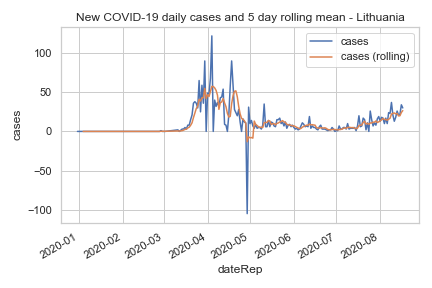 New COVID-19 daily cases and 5 day rolling mean - Lithuania
cases
cases (rolling)
100
50
0
−50
−100
cases
2020-01
2020-02
2020-03
2020-04
2020-05
2020-06
2020-07
2020-08
dateRep